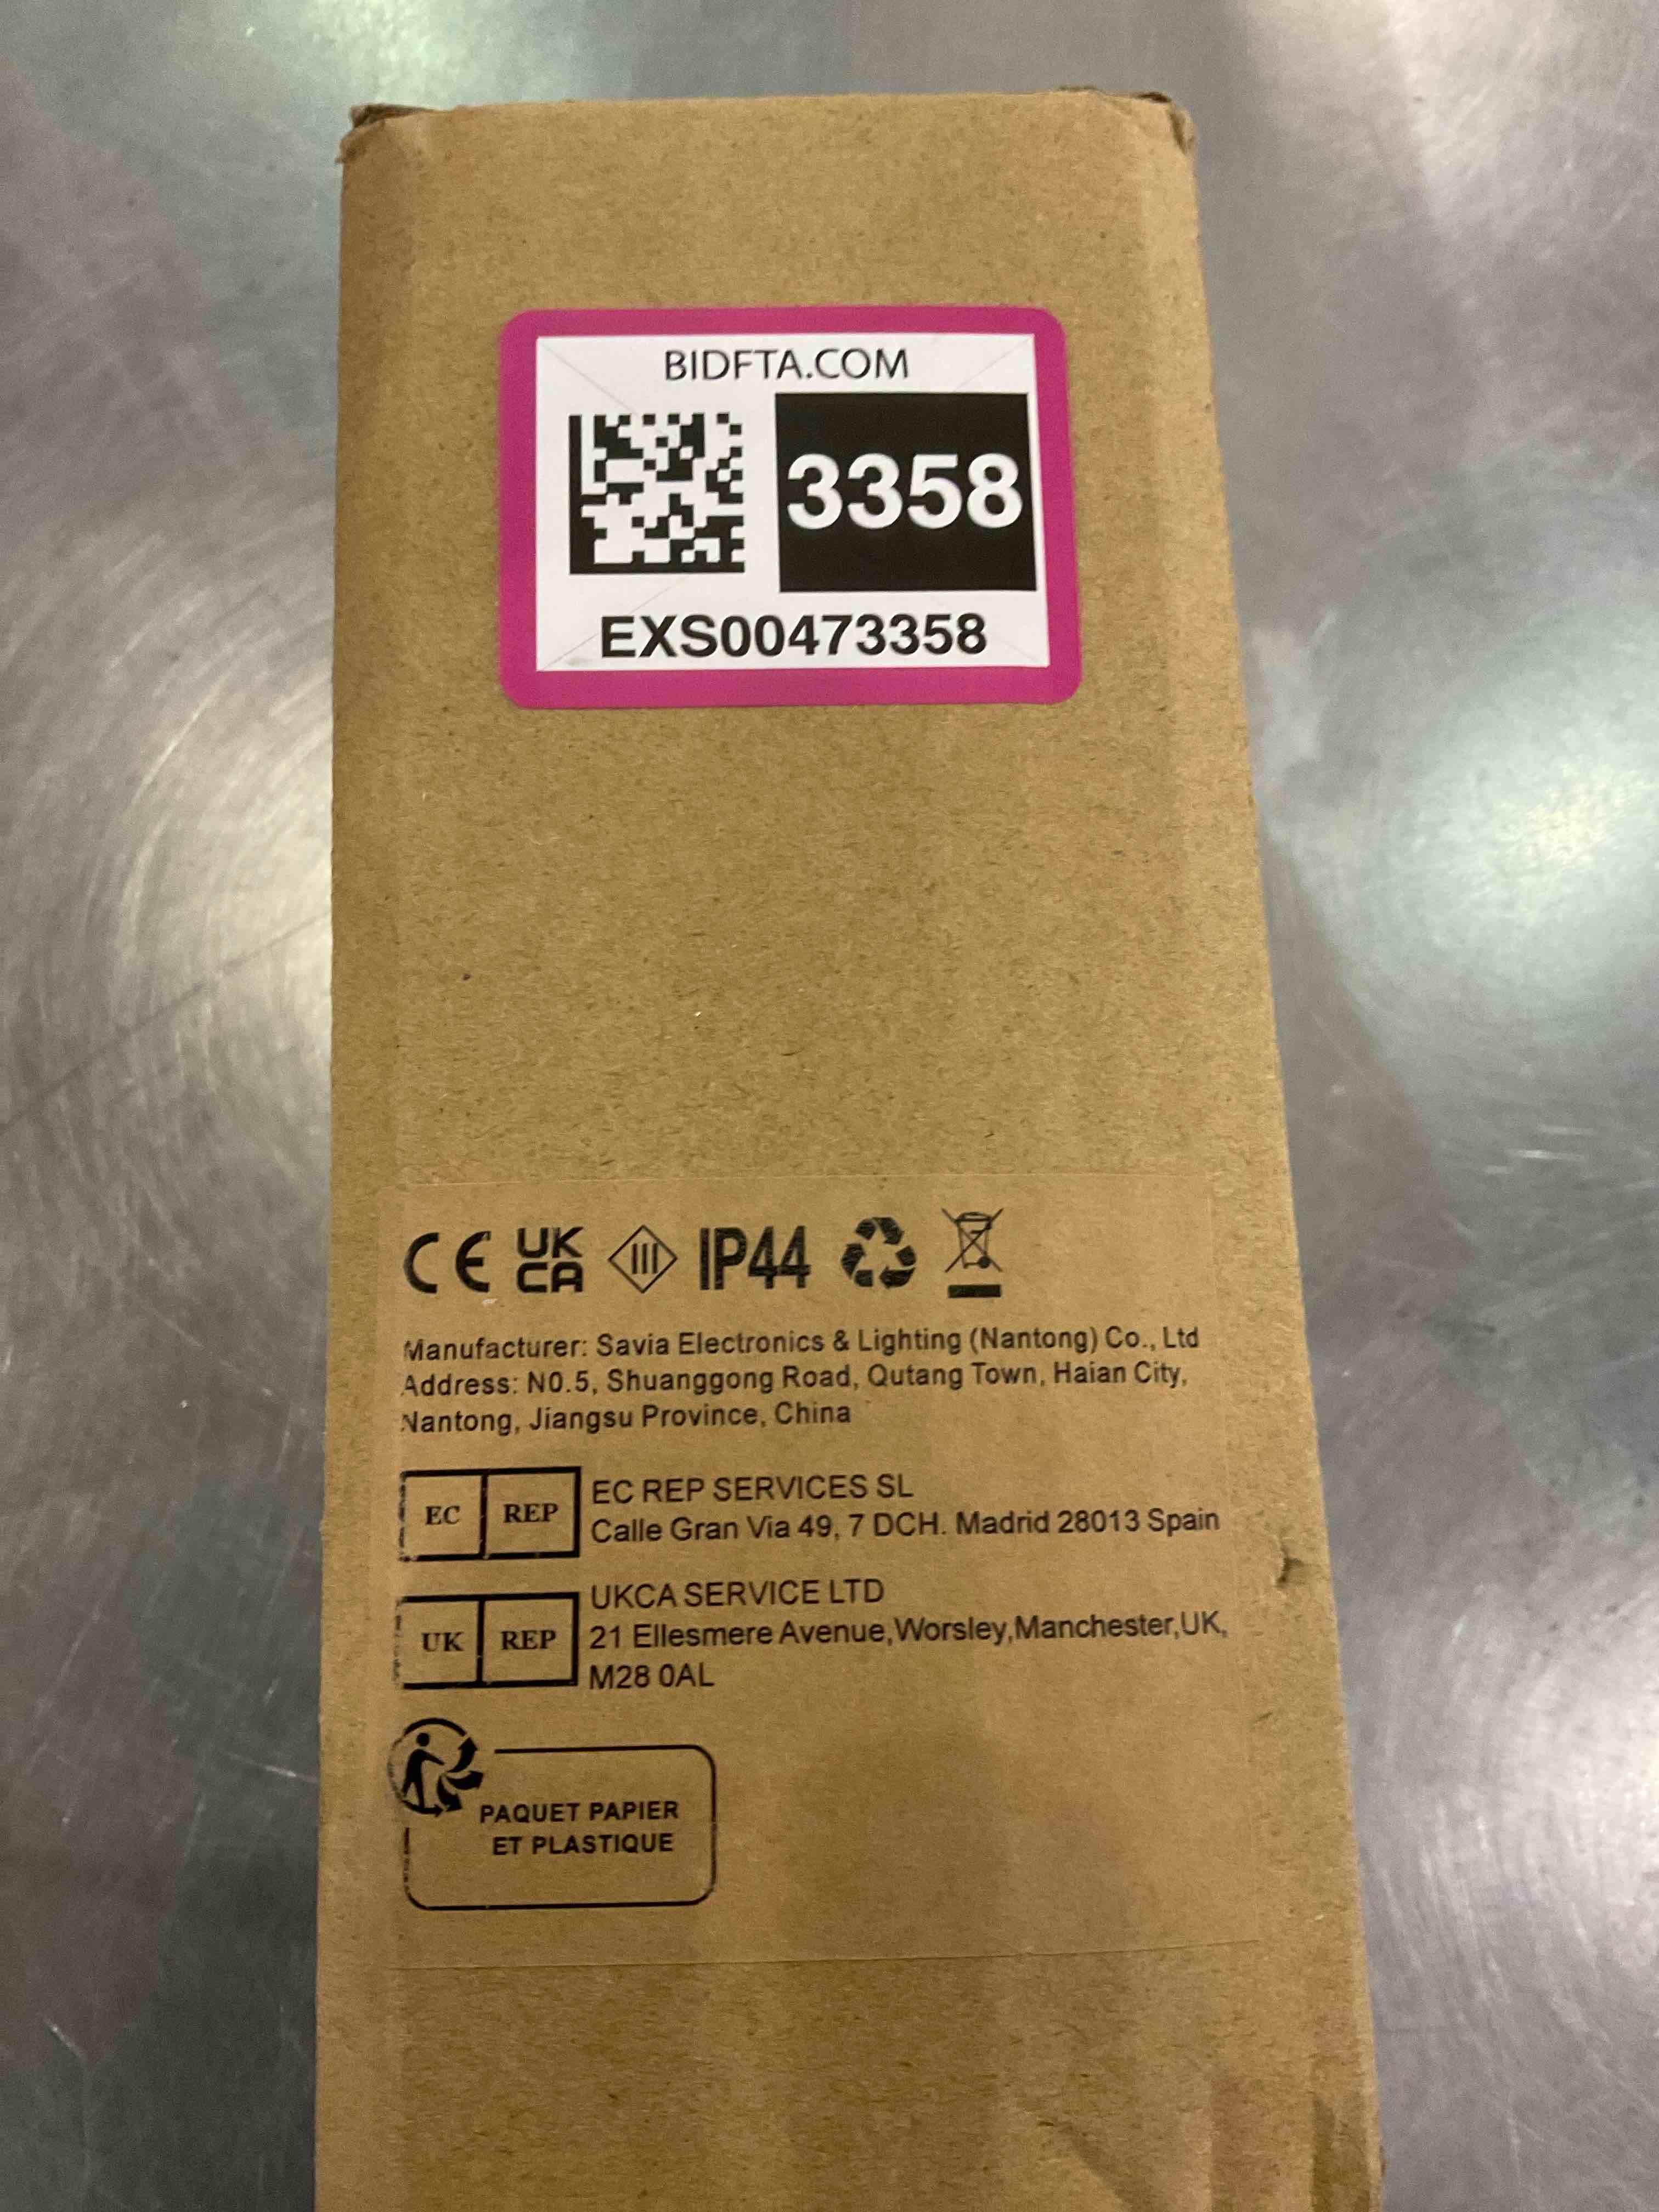 BIDFTA.COM
3358
EXS00473358
CE UK CA III IP44
Manufacturer: Savia Electronics & Lighting (Nantong) Co., Ltd
Address: N0.5, Shuanggong Road, Qutang Town, Haian City,
Nantong, Jiangsu Province, China
EC REP
EC REP SERVICES SL
Calle Gran Via 49, 7 DCH. Madrid 28013 Spain
UK REP
UKCA SERVICE LTD
21 Ellesmere Avenue,Worsley,Manchester,UK,
M28 0AL
PAQUET PAPIER
ET PLASTIQUE